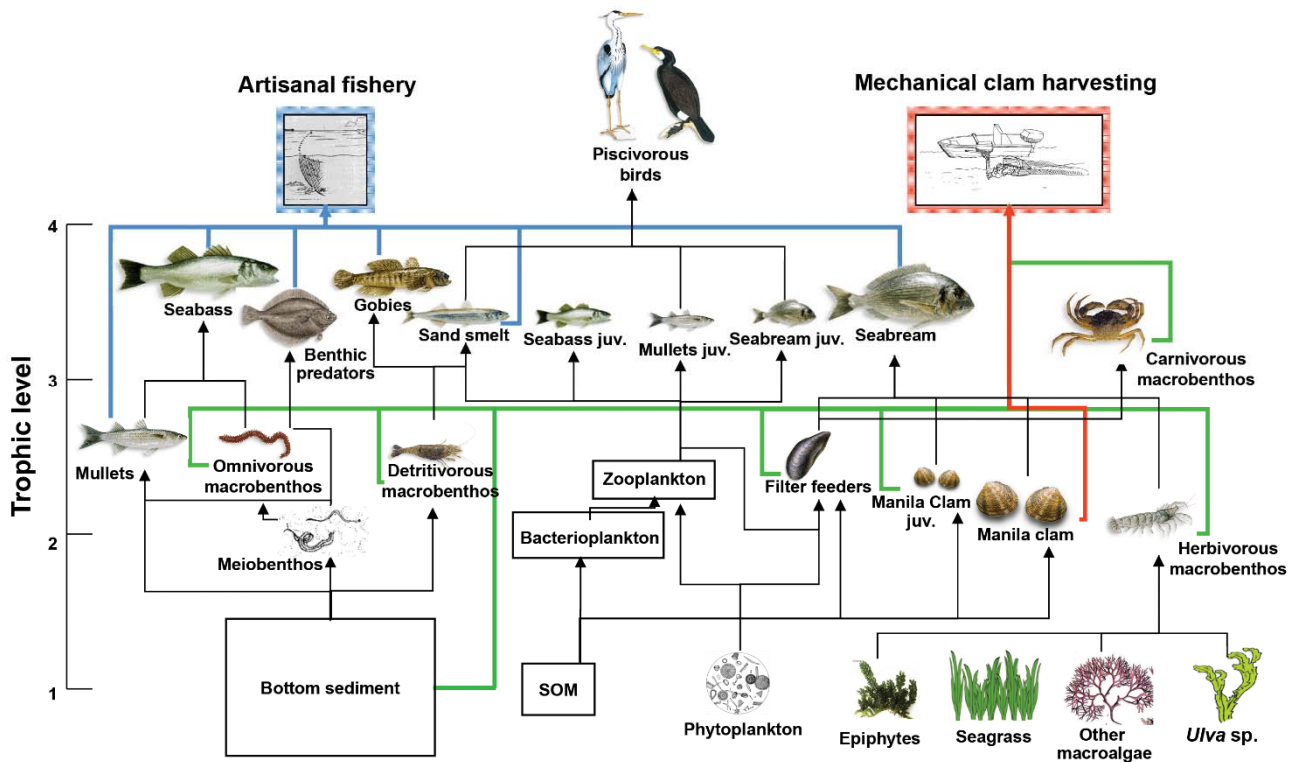 Artisanal fishery
Mechanical clam harvesting
Piscivorous
birds
Trophic level
4
3
2
1
Seabass
Gobies
Benthic
predators
Sand smelt
Seabass juv.
Mullets juv.
Seabream juv.
Seabream
Carnivorous
macrobenthos
Mullets
Omnivorous
macrobenthos
Detritivorous
macrobenthos
Zooplankton
Filter feeders
Manila Clam
juv.
Manila clam
Herbivorous
macrobenthos
Meiobenthos
Bacterioplankton
Bottom sediment
SOM
Phytoplankton
Epiphytes
Seagrass
Other
macroalgae
Ulva sp.